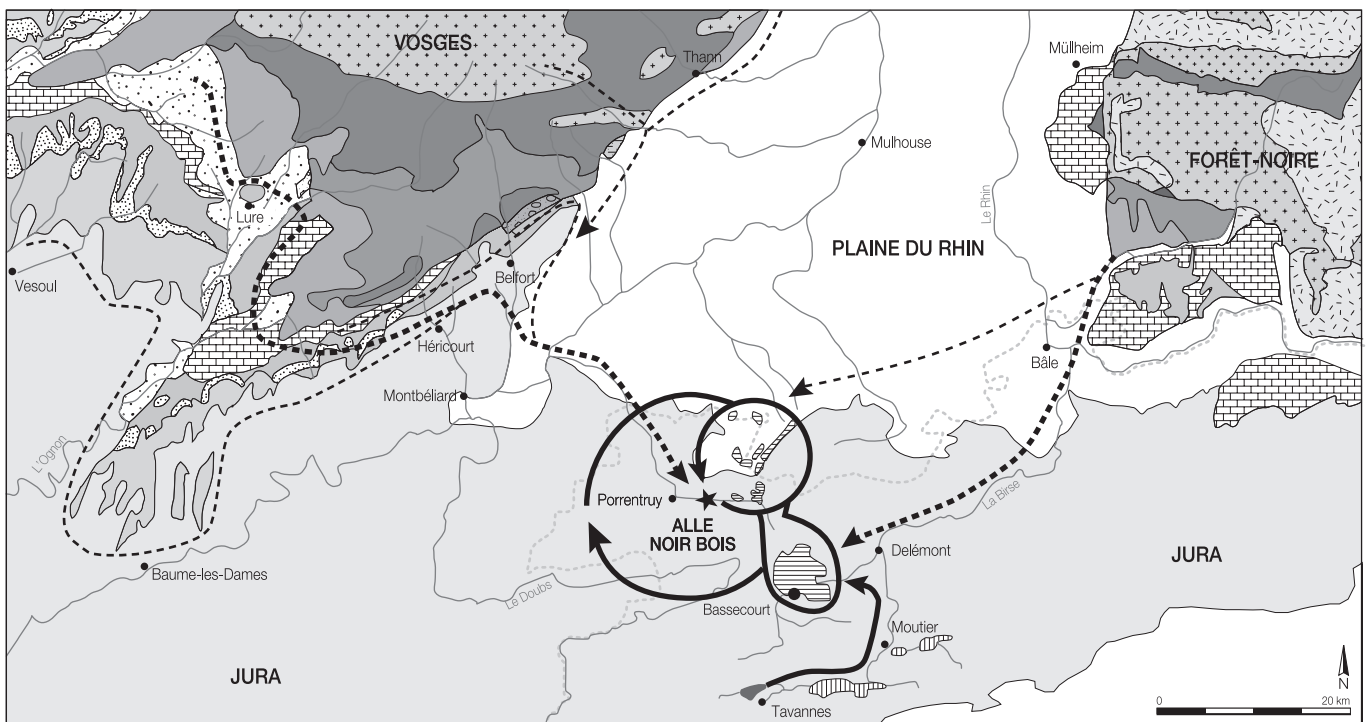 VOSGES
Thann
Müllheim
Mulhouse
FORÊT-NOIRE
Le Rhin
Lure
PLAINE DU RHIN
Vesoul
Belfort
Héricourt
Bâle
Montbéliard
L'Ognon
Porrentruy
ALLE
NOIR BOIS
La Birse
Delémont
JURA
Baume-les-Dames
Le Doubs
Bassecourt
Moutier
JURA
Tavannes
N
0 20 km